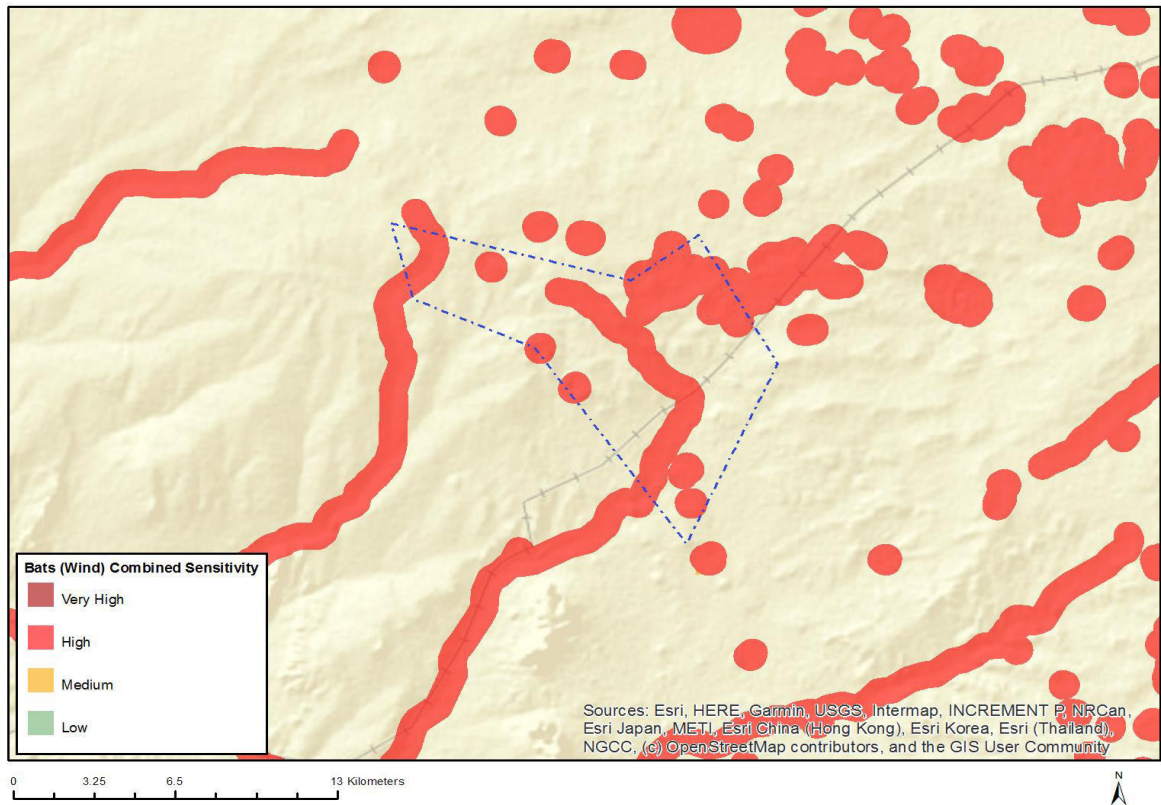 Bats (Wind) Combined Sensitivity
Very High
High
Medium
Low
Sources: Esri, HERE, Garmin, USGS, Intermap, INCREMENT P, NRCan,
Esri Japan, METI, Esri China (Hong Kong), Esri Korea, Esri (Thailand),
NGCC, (c) OpenStreetMap contributors, and the GIS User Community
0 3.25 6.5 13 Kilometers
N